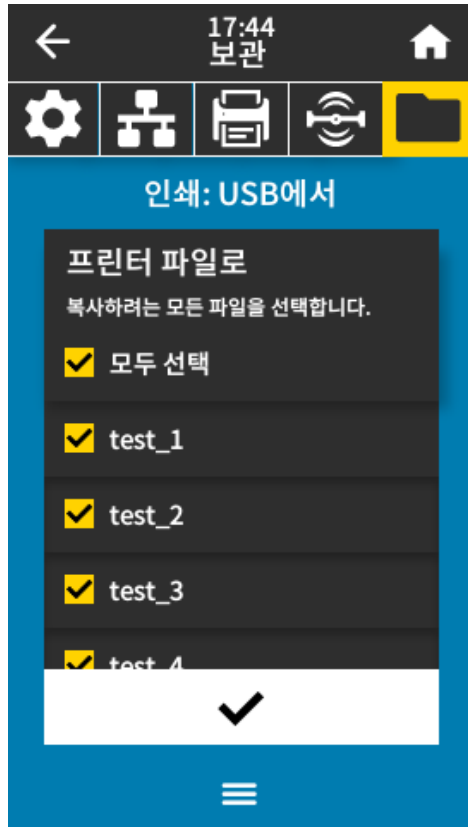 17:44
보관
인쇄: USB에서
프린터 파일로
복사하려는 모든 파일을 선택합니다.
모두 선택
test_1
test_2
test_3
test_4